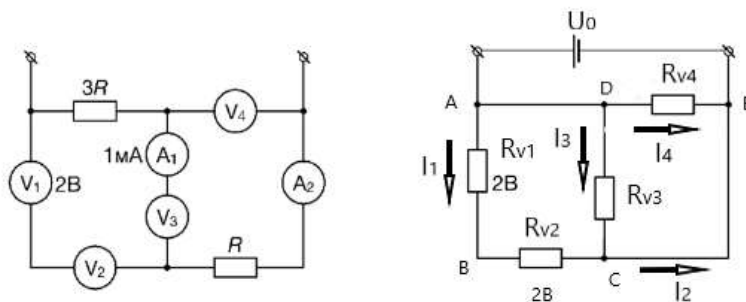 3R
V₄
1мА
A₁
V₁
2В
A₂
V₃
R
V₂
U₀
A
D
Rv4
E
I₁
Rv1
2В
I₃
I₄
Rv3
Rv2
B
C
2В
I₂